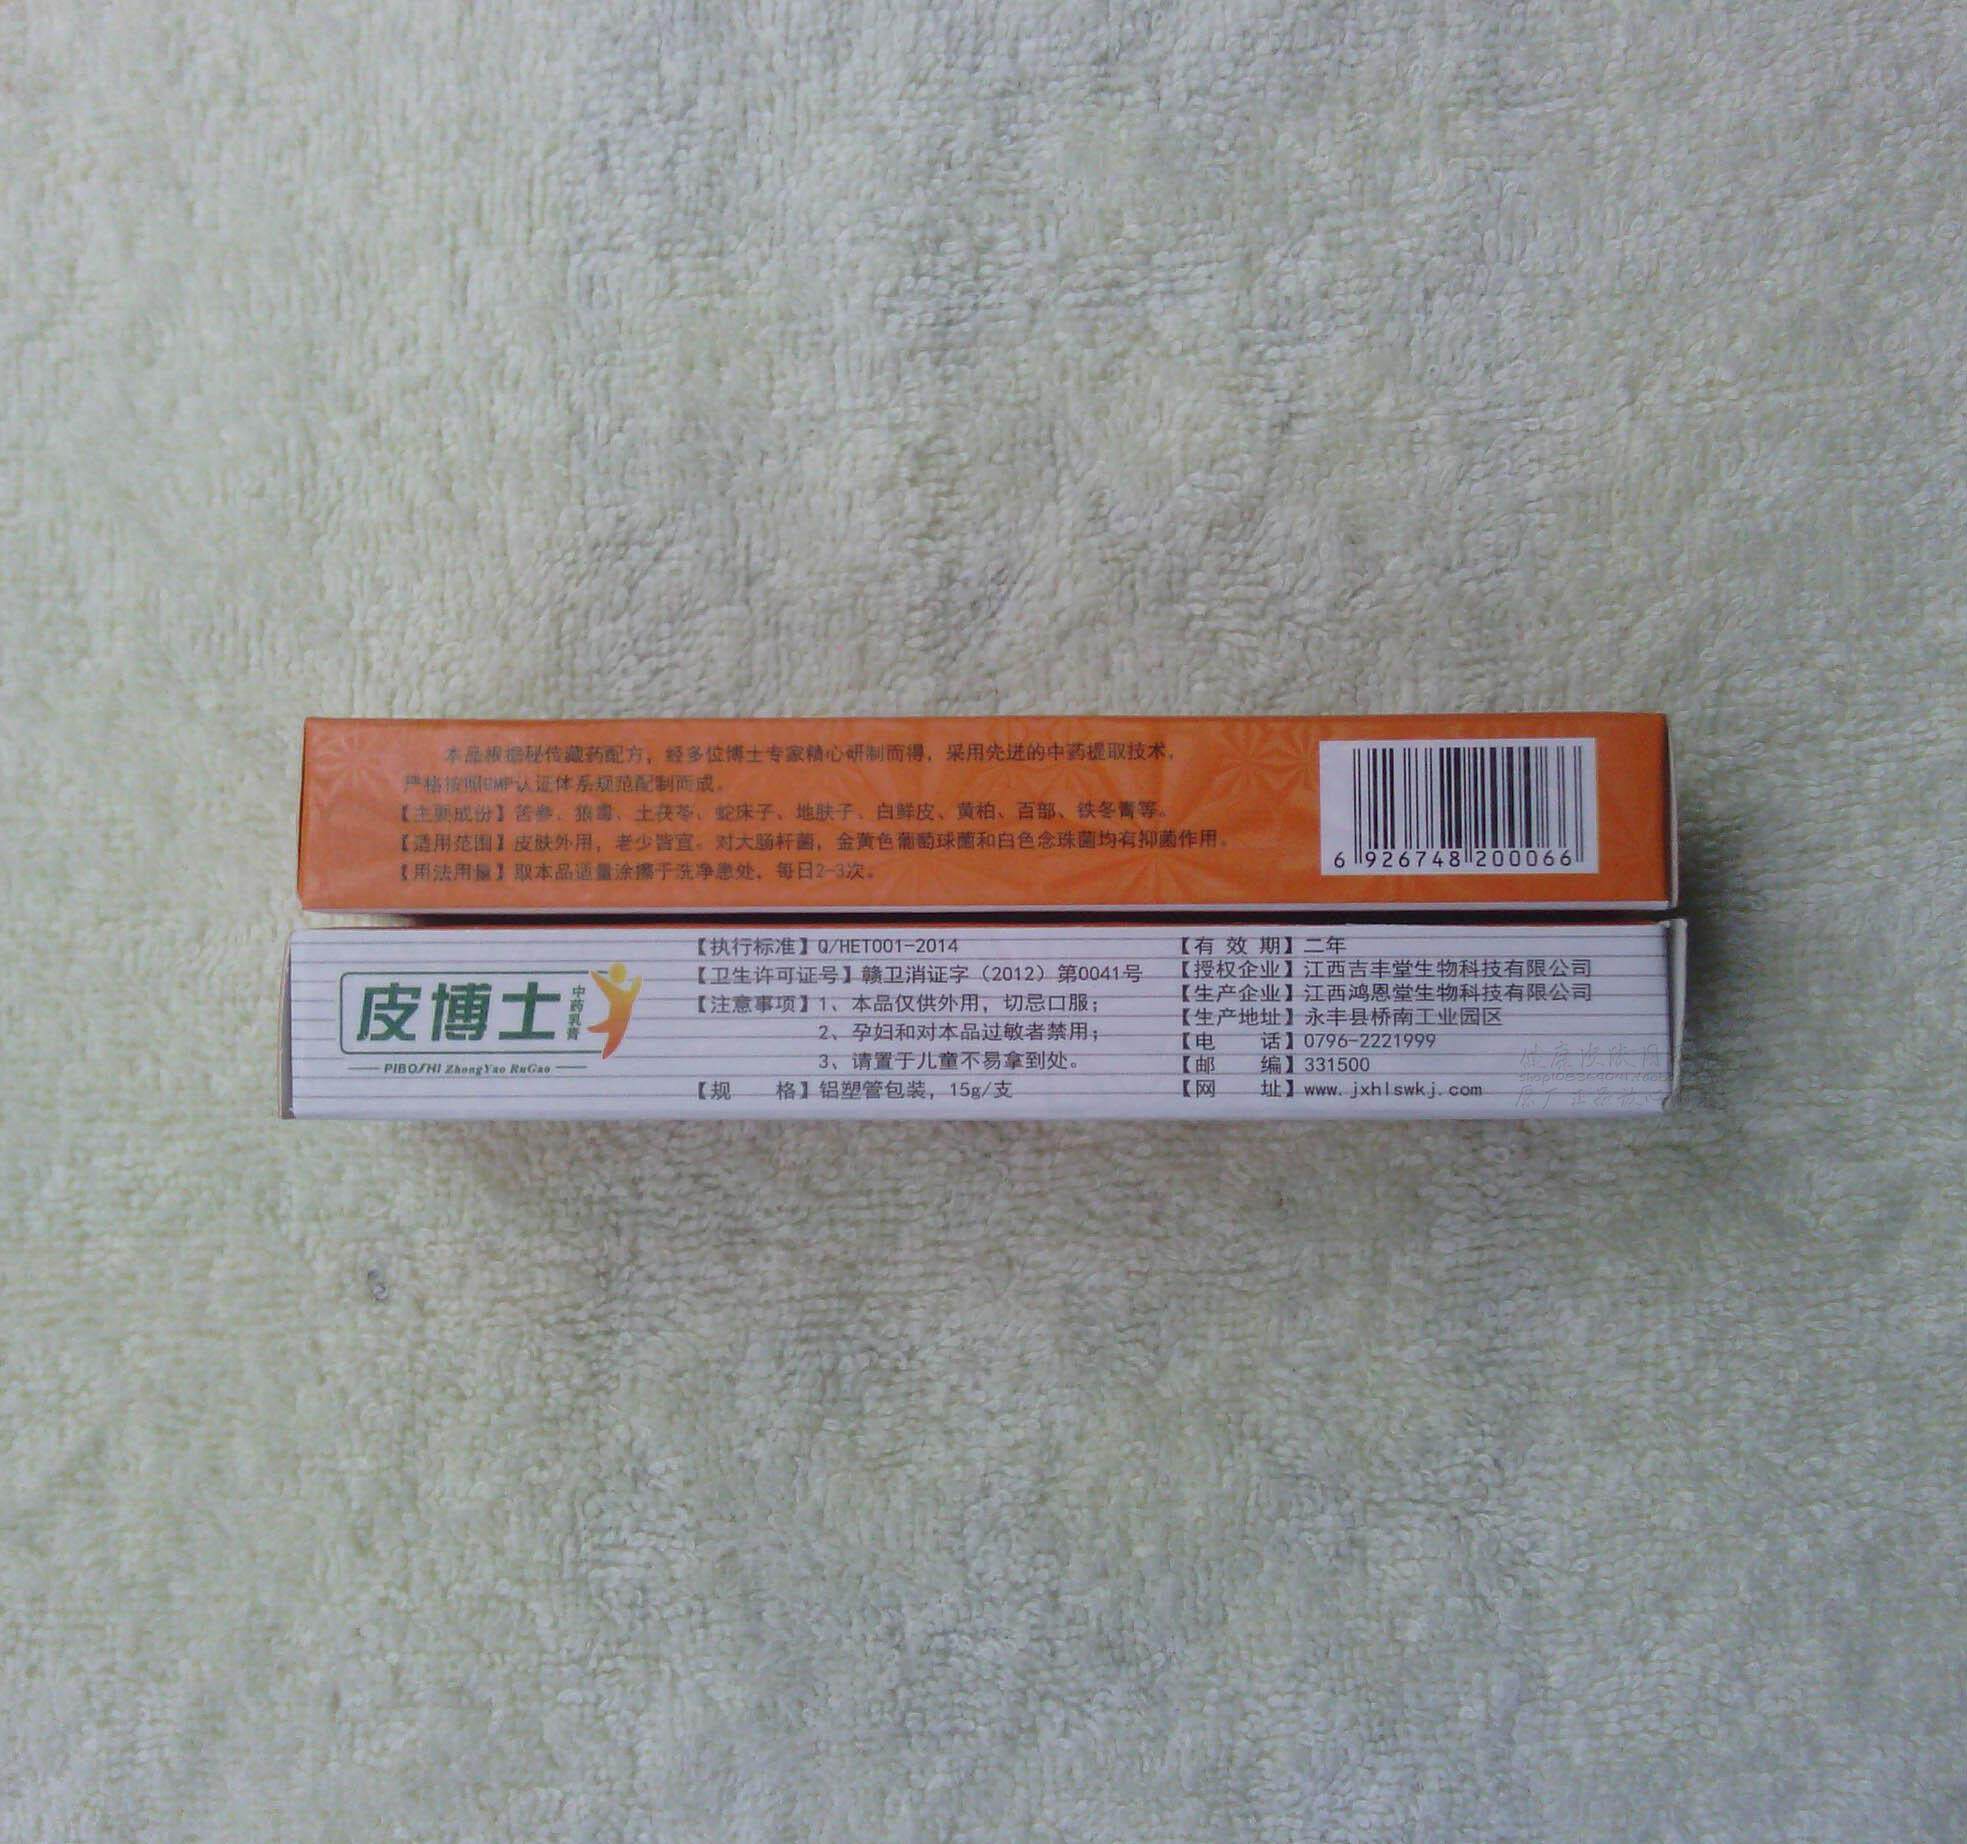 本品根据秘传藏药配方，经多位博士专家精心研制而得，采用先进的中药提取技术，
严格按照GMP认证体系规范配制而成。
【主要成份】苦参、狼毒、土茯苓、蛇床子、地肤子、白鲜皮、黄柏、百部、铁冬青等。
【适用范围】皮肤外用，老少皆宜。对大肠杆菌，金黄色葡萄球菌和白色念珠菌均有抑菌作用。
【用法用量】取本品适量涂擦于洗净患处，每日2-3次。
6 926748 200066
皮博士
中药乳膏
PIBOSHI ZhongYao RuGao
【执行标准】Q/HET001-2014
【卫生许可证号】赣卫消证字（2012）第0041号
【注意事项】1、本品仅供外用，切忌口服；
2、孕妇和对本品过敏者禁用；
3、请置于儿童不易拿到处。
【规 格】铝塑管包装，15g/支
【有 效 期】二年
【授权企业】江西吉丰堂生物科技有限公司
【生产企业】江西鸿恩堂生物科技有限公司
【生产地址】永丰县桥南工业园区
【电 话】0796-2221999
【邮 编】331500
【网 址】www.jxhlswkj.com